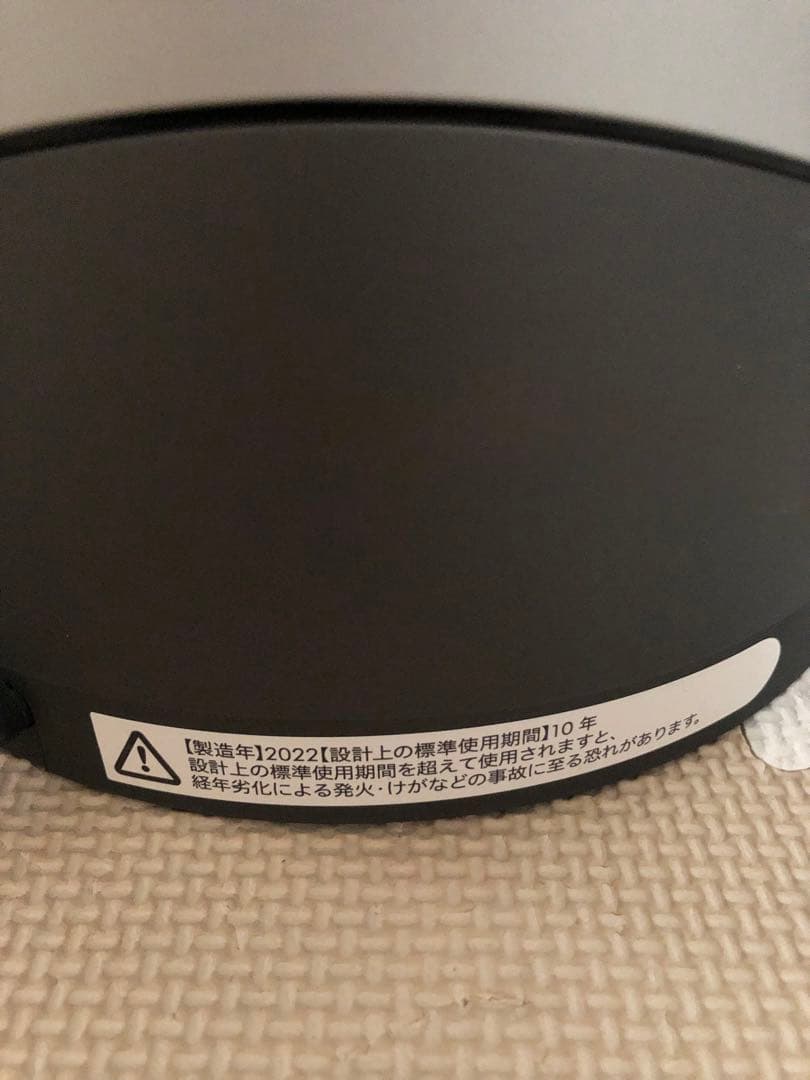 【製造年】2022【設計上の標準使用期間】10 年
設計上の標準使用期間を超えて使用されますと、
経年劣化による発火・けがなどの事故に至る恐れがあります。